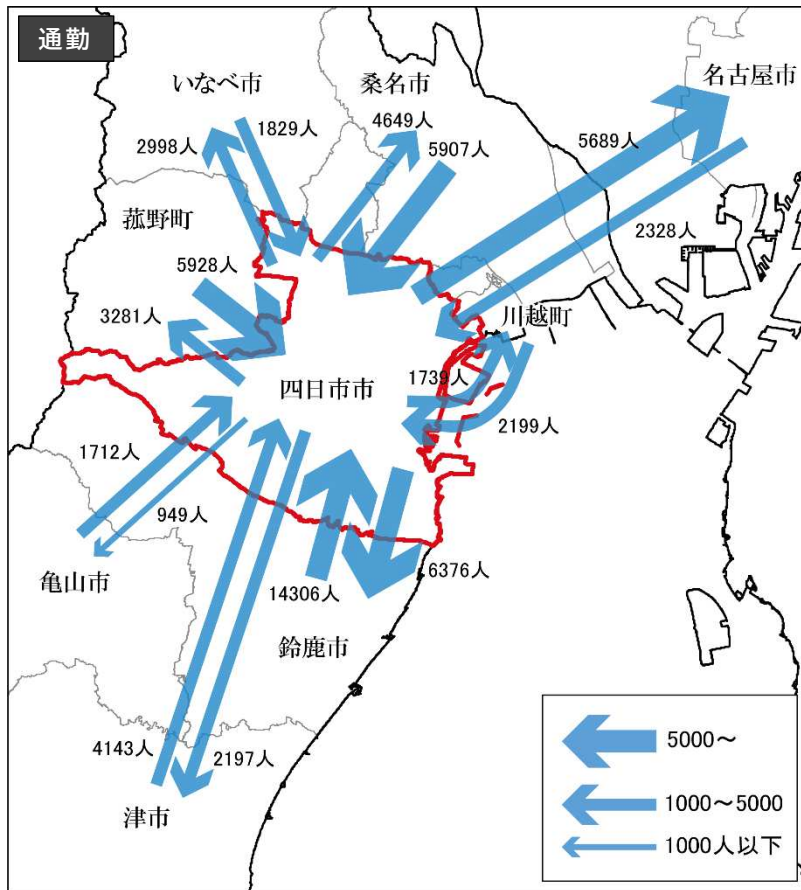 通勤
いなべ市
桑名市
名古屋市
4649人
1829人
5689人
2998人
5907人
菰野町
2328人
5928人
3281人
川越町
1739人
四日市市
2199人
1712人
949人
6376人
亀山市
14306人
鈴鹿市
4143人
2197人
津市
5000～
1000～5000
1000人以下